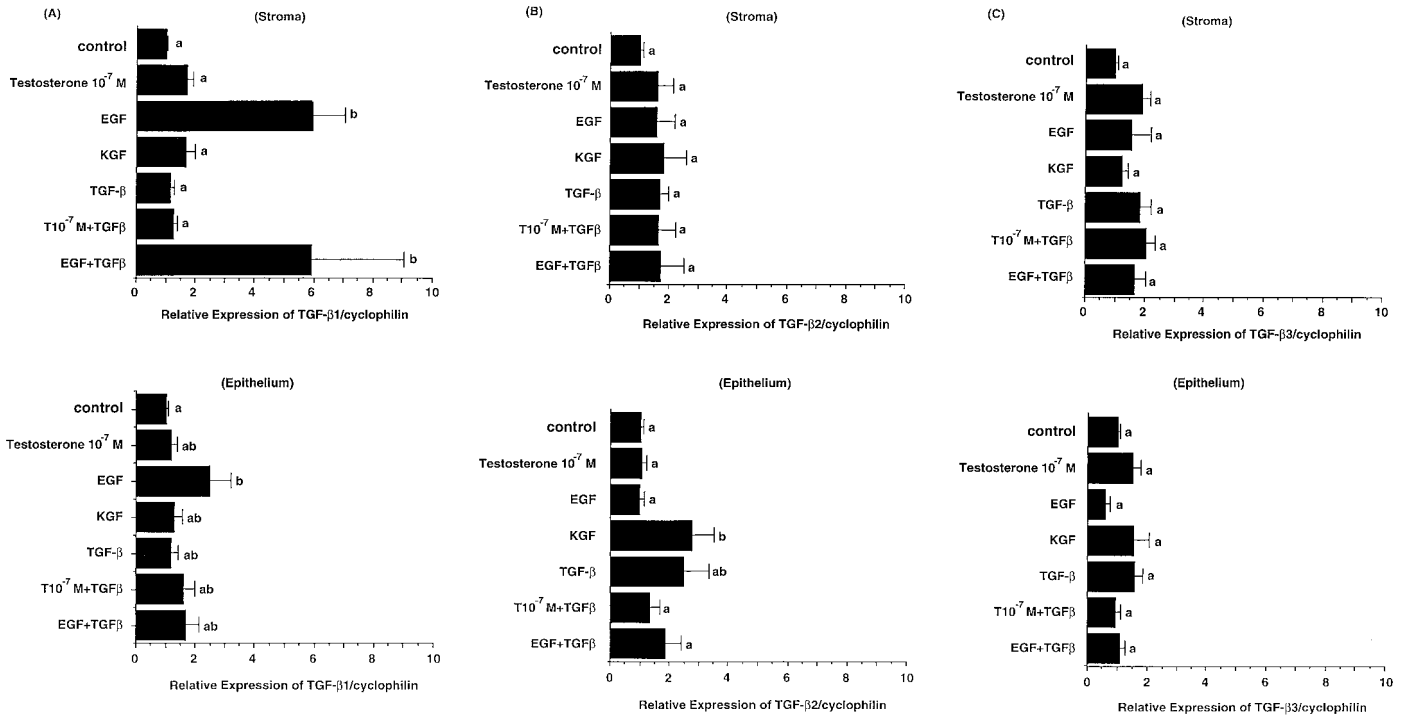 (A)
(Stroma)
control a
Testosterone 10⁻⁷ M a
EGF b
KGF a
TGF-β a
T10⁻⁷ M+TGFβ a
EGF+TGFβ b
0 2 4 6 8 10
Relative Expression of TGF-β1/cyclophilin
(Epithelium)
control a
Testosterone 10⁻⁷ M ab
EGF b
KGF ab
TGF-β ab
T10⁻⁷ M+TGFβ ab
EGF+TGFβ ab
0 2 4 6 8 10
Relative Expression of TGF-β1/cyclophilin
(B)
(Stroma)
control a
Testosterone 10⁻⁷ M a
EGF a
KGF a
TGF-β a
T10⁻⁷ M+TGFβ a
EGF+TGFβ a
0 2 4 6 8 10
Relative Expression of TGF-β2/cyclophilin
(Epithelium)
control a
Testosterone 10⁻⁷ M a
EGF a
KGF b
TGF-β ab
T10⁻⁷ M+TGFβ a
EGF+TGFβ a
0 2 4 6 8 10
Relative Expression of TGF-β2/cyclophilin
(C)
(Stroma)
control a
Testosterone 10⁻⁷ M a
EGF a
KGF a
TGF-β a
T10⁻⁷ M+TGFβ a
EGF+TGFβ a
0 2 4 6 8 10
Relative Expression of TGF-β3/cyclophilin
(Epithelium)
control a
Testosterone 10⁻⁷ M a
EGF a
KGF a
TGF-β a
T10⁻⁷ M+TGFβ a
EGF+TGFβ a
0 2 4 6 8 10
Relative Expression of TGF-β3/cyclophilin